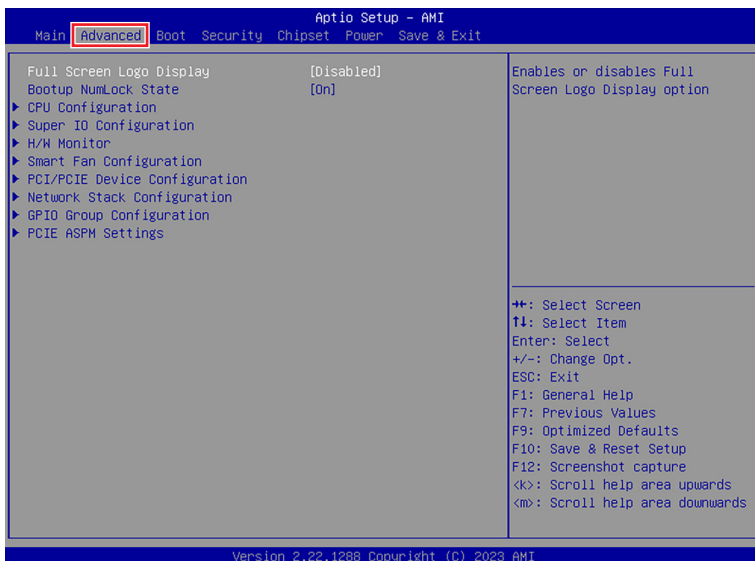 Aptio Setup – AMI
Main Advanced Boot Security Chipset Power Save & Exit
Full Screen Logo Display [Disabled]
Bootup NumLock State [On]
▶ CPU Configuration
▶ Super IO Configuration
▶ H/W Monitor
▶ Smart Fan Configuration
▶ PCI/PCIE Device Configuration
▶ Network Stack Configuration
▶ GPIO Group Configuration
▶ PCIE ASPM Settings
Enables or disables Full
Screen Logo Display option
→←: Select Screen
↑↓: Select Item
Enter: Select
+/-: Change Opt.
ESC: Exit
F1: General Help
F7: Previous Values
F9: Optimized Defaults
F10: Save & Reset Setup
F12: Screenshot capture
<k>: Scroll help area upwards
<m>: Scroll help area downwards
Version 2.22.1288 Copyright (C) 2023 AMI